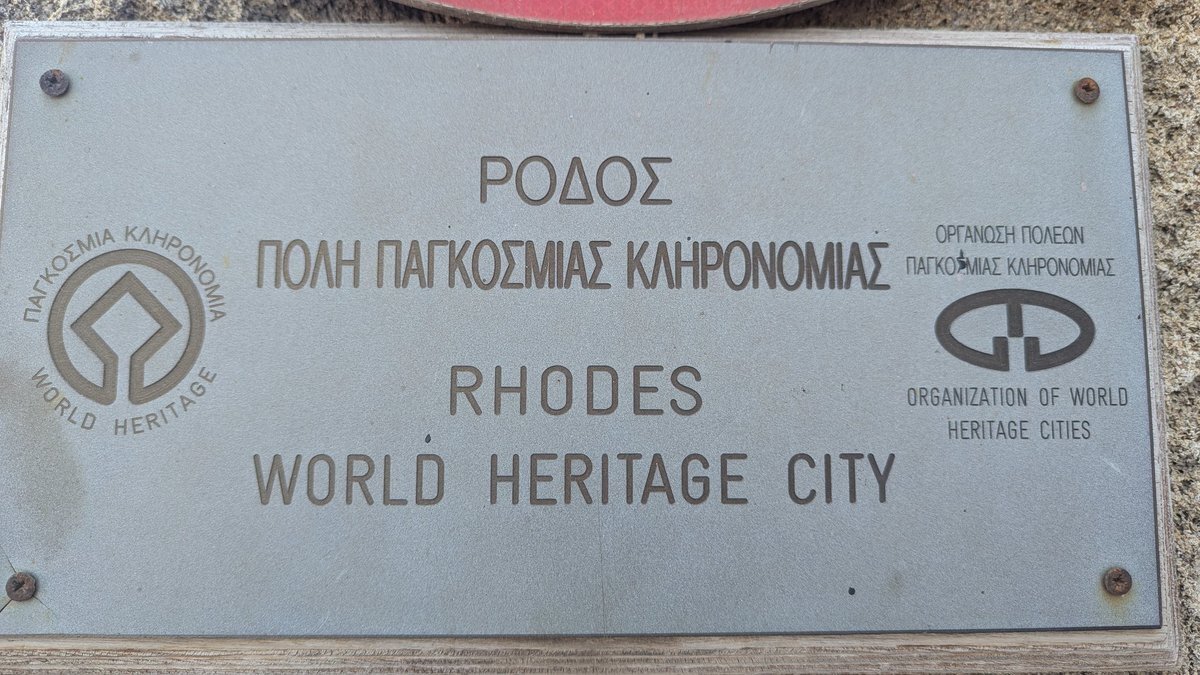 ΡΟΔΟΣ
ΠΟΛΗ ΠΑΓΚΟΣΜΙΑΣ ΚΛΗΡΟΝΟΜΙΑΣ
RHODES
WORLD HERITAGE CITY
ΠΑΓΚΟΣΜΙΑ ΚΛΗΡΟΝΟΜΙΑ
WORLD HERITAGE
ΟΡΓΑΝΩΣΗ ΠΟΛΕΩΝ
ΠΑΓΚΟΣΜΙΑΣ ΚΛΗΡΟΝΟΜΙΑΣ
ORGANIZATION OF WORLD
HERITAGE CITIES